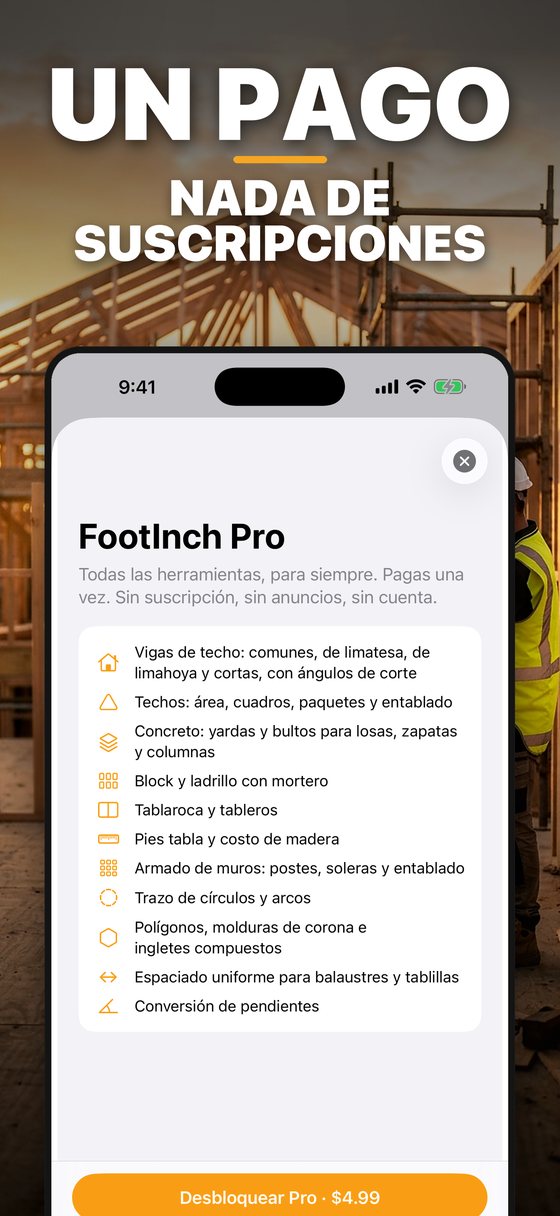 UN PAGO
NADA DE
SUSCRIPCIONES
9:41
FootInch Pro
Todas las herramientas, para siempre. Pagas una
vez. Sin suscripción, sin anuncios, sin cuenta.
Vigas de techo: comunes, de limatesa, de
limahoya y cortas, con ángulos de corte
Techos: área, cuadros, paquetes y entablado
Concreto: yardas y bultos para losas, zapatas
y columnas
Block y ladrillo con mortero
Tablaroca y tableros
Pies tabla y costo de madera
Armado de muros: postes, soleras y entablado
Trazo de círculos y arcos
Polígonos, molduras de corona e
ingletes compuestos
Espaciado uniforme para balaustres y tablillas
Conversión de pendientes
Desbloquear Pro · $4.99